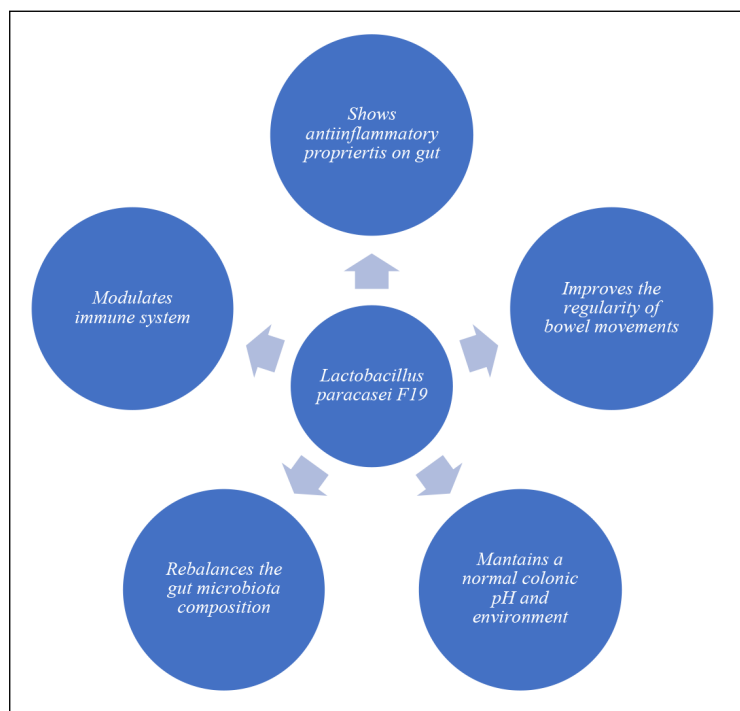 Shows
antiinflammatory
propriertis on gut
Modulates
immune system
Improves the
regularity of
bowel movements
Lactobacillus
paracasei F19
Rebalances the
gut microbiota
composition
Mantains a
normal colonic
pH and
environment